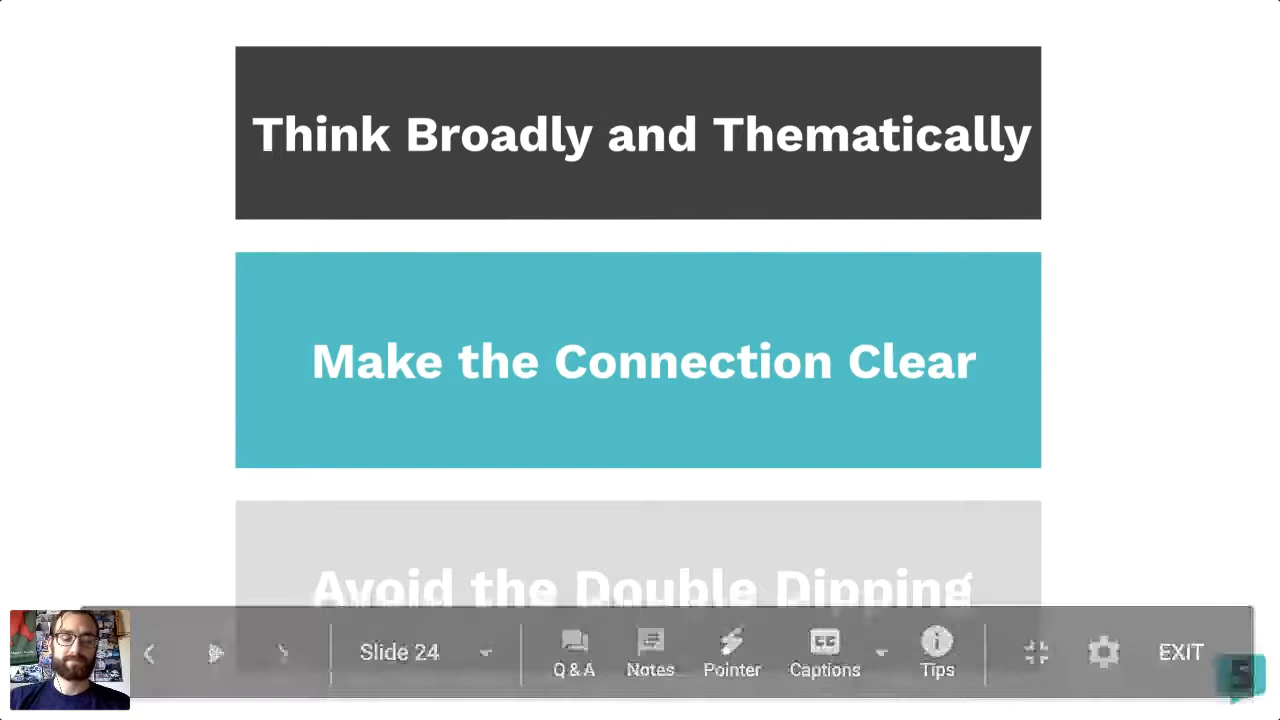 Think Broadly and Thematically
Make the Connection Clear
Avoid the Double Dipping
Slide 24
Q & A
Notes
Pointer
Captions
Tips
EXIT